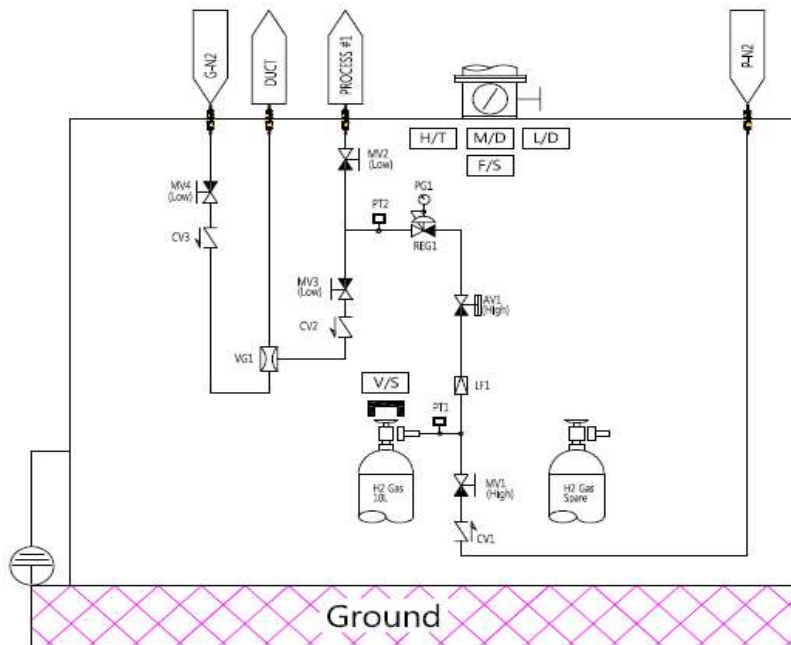 G-N2
DUCT
PROCESS #1
P-N2
H/T
M/D
L/D
F/S
MV2
(Low)
PG1
MV4
(Low)
PT2
CV3
REG1
MV3
(Low)
AV1
(High)
CV2
VG1
V/S
LF1
PT1
H2 Gas
10L
MV1
(High)
H2 Gas
Spare
CV1
Ground